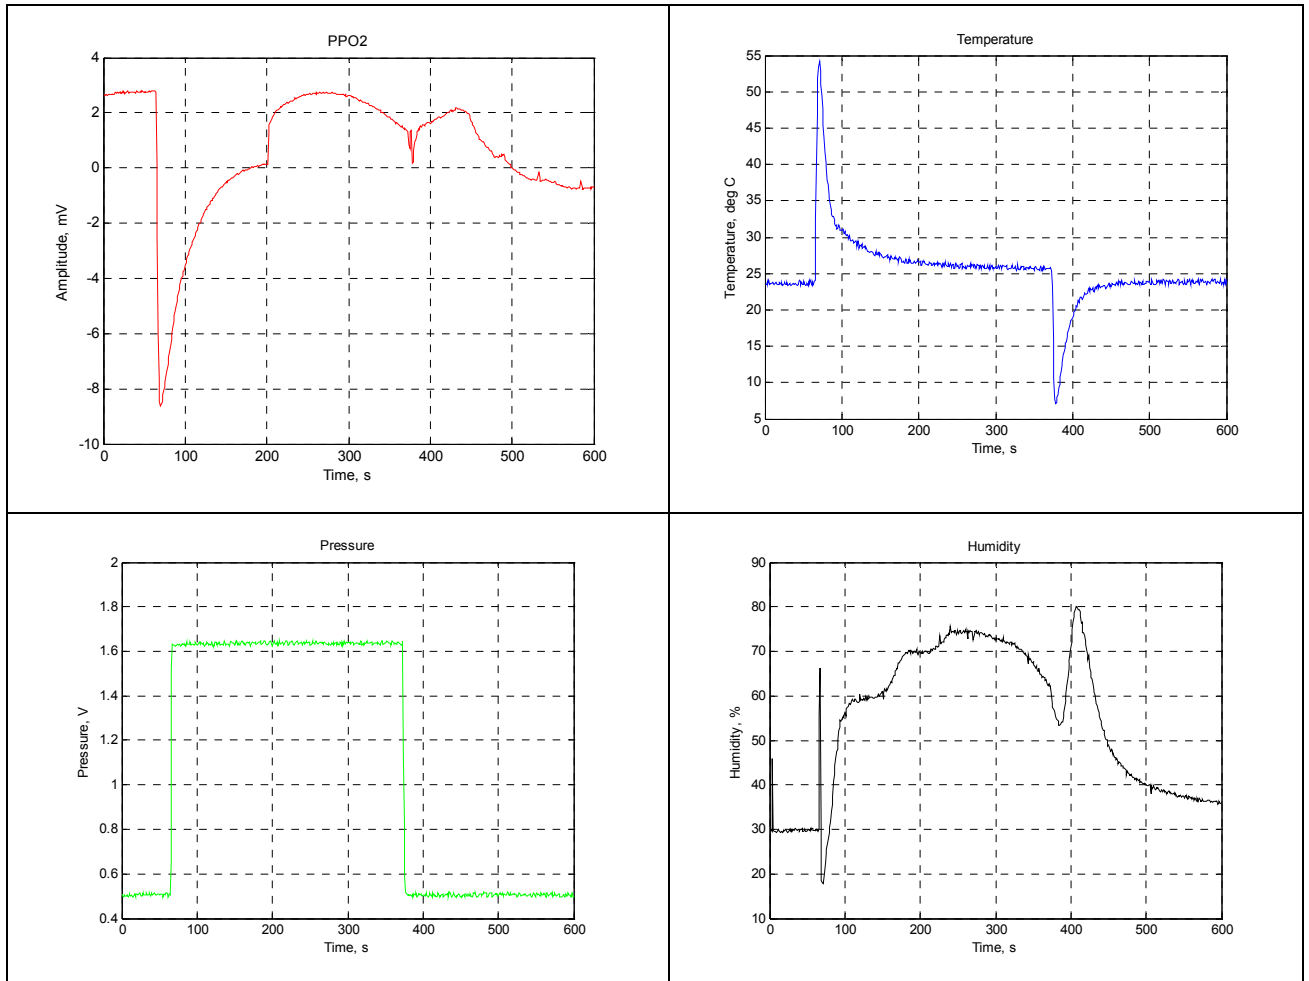 PPO2
4
2
0
-2
-4
-6
-8
-10
Amplitude, mV
0 100 200 300 400 500 600
Time, s
Temperature
55
50
45
40
35
30
25
20
15
10
5
Temperature, deg C
0 100 200 300 400 500 600
Time, s
Pressure
2
1.8
1.6
1.4
1.2
1
0.8
0.6
0.4
Pressure, V
0 100 200 300 400 500 600
Time, s
Humidity
90
80
70
60
50
40
30
20
10
Humidity, %
0 100 200 300 400 500 600
Time, s